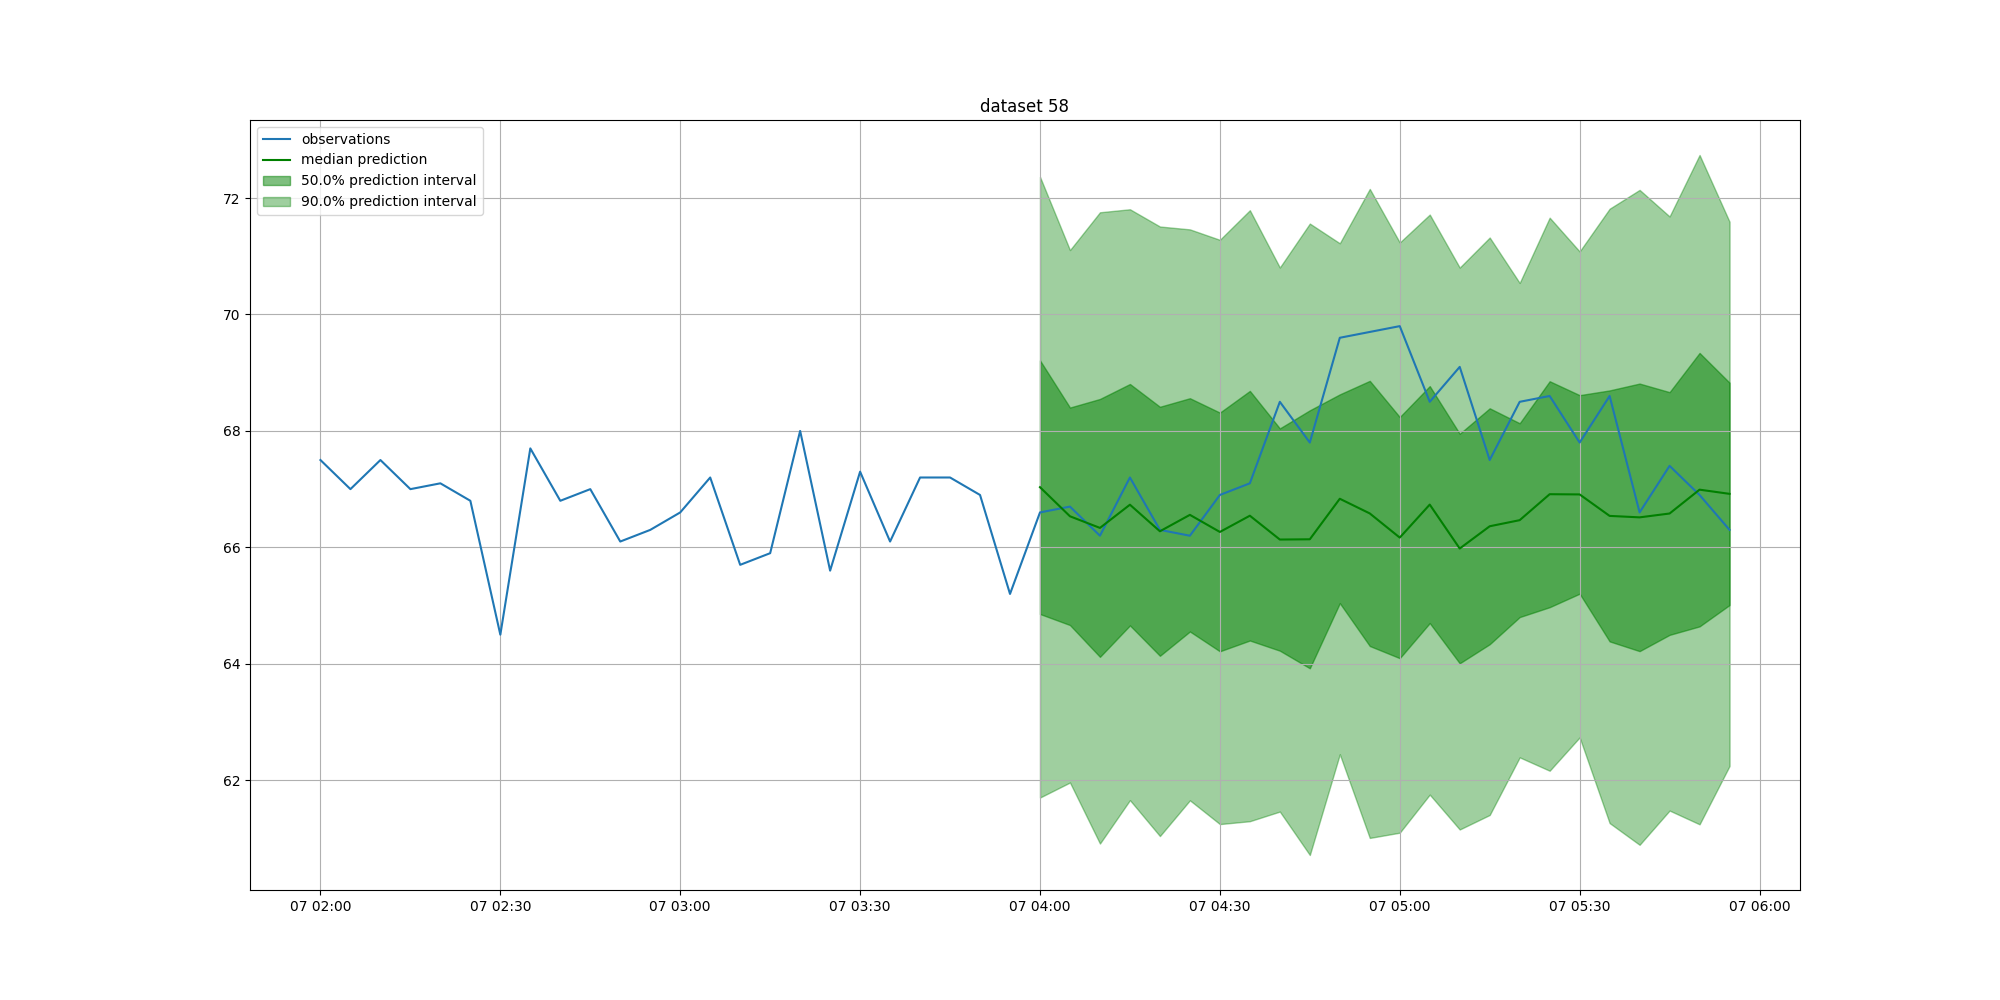 dataset 58
observations
median prediction
50.0% prediction interval
90.0% prediction interval
72
70
68
66
64
62
07 02:00 07 02:30 07 03:00 07 03:30 07 04:00 07 04:30 07 05:00 07 05:30 07 06:00